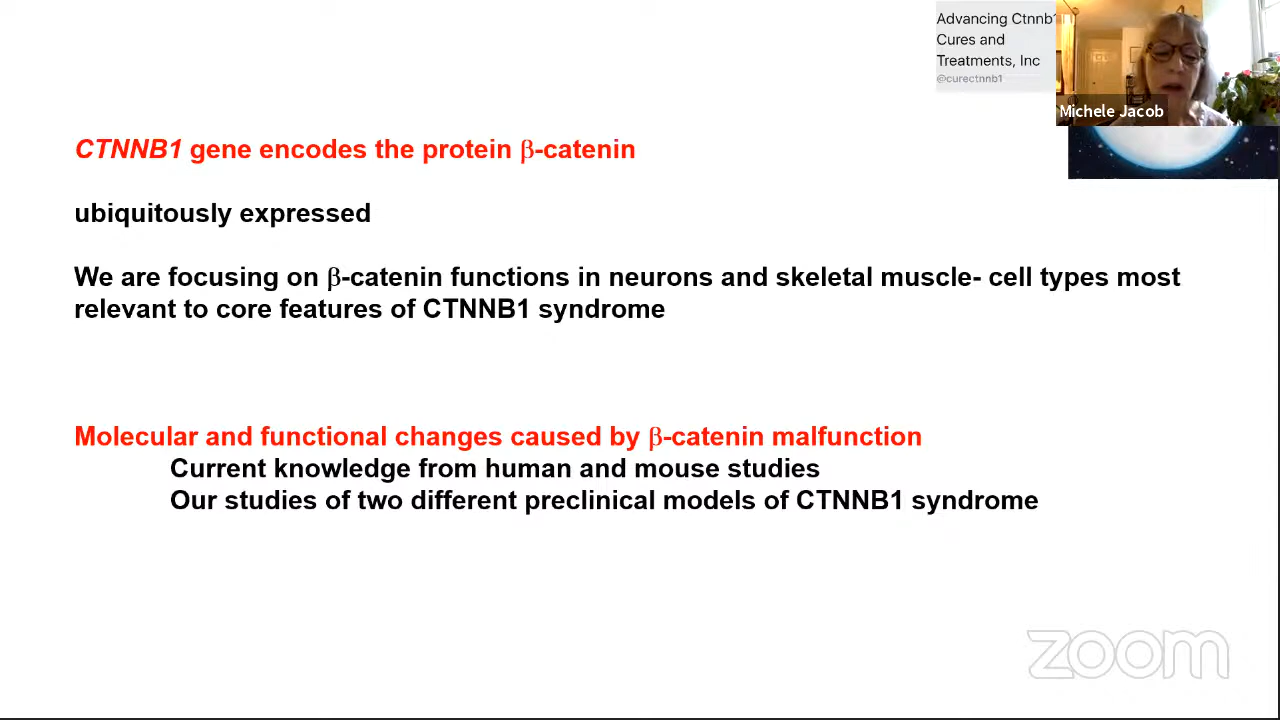 Advancing Ctnnb1
Cures and
Treatments, Inc
@curectnnb1
Michele Jacob
CTNNB1 gene encodes the protein β-catenin
ubiquitously expressed
We are focusing on β-catenin functions in neurons and skeletal muscle- cell types most
relevant to core features of CTNNB1 syndrome
Molecular and functional changes caused by β-catenin malfunction
Current knowledge from human and mouse studies
Our studies of two different preclinical models of CTNNB1 syndrome
zoom